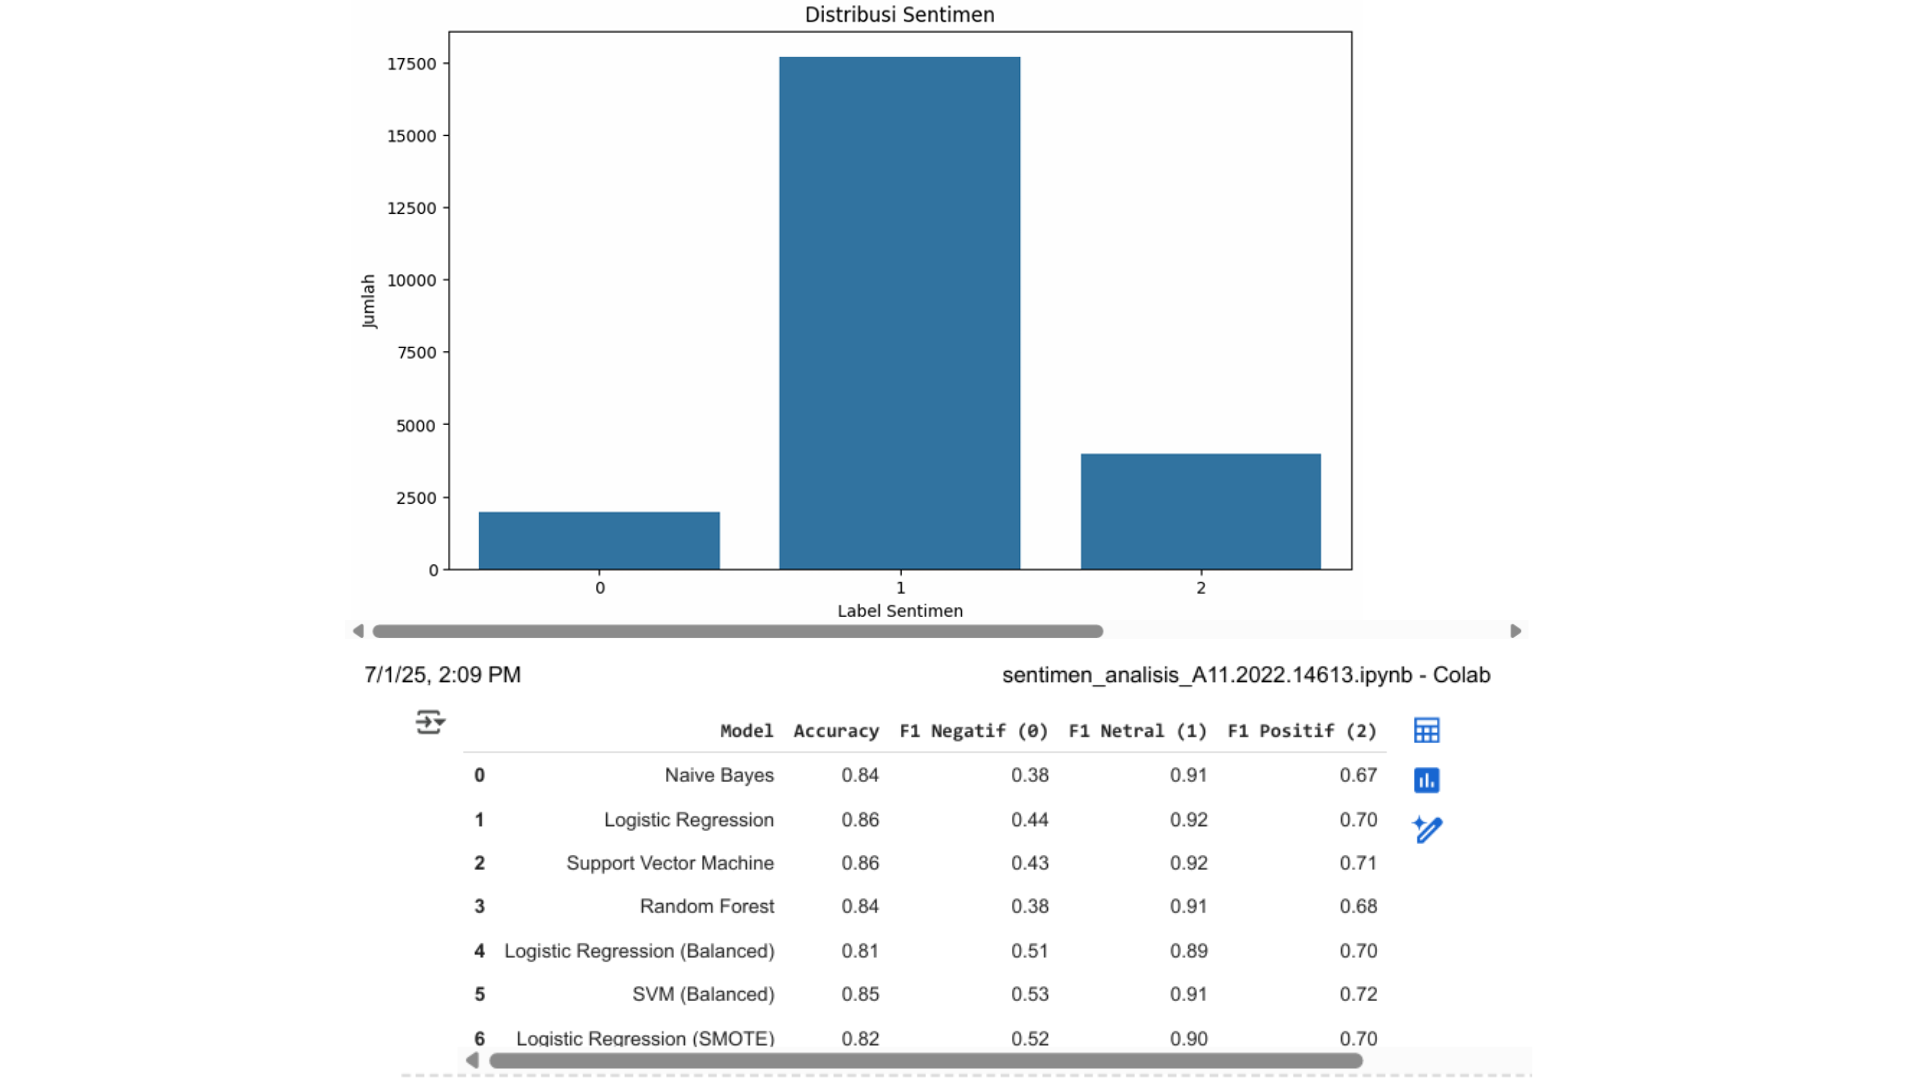 Distribusi Sentimen
17500
15000
12500
10000
7500
5000
2500
0
Jumlah
0 1 2
Label Sentimen
7/1/25, 2:09 PM sentimen_analisis_A11.2022.14613.ipynb - Colab
Model Accuracy F1 Negatif (0) F1 Netral (1) F1 Positif (2)
0 Naive Bayes 0.84 0.38 0.91 0.67
1 Logistic Regression 0.86 0.44 0.92 0.70
2 Support Vector Machine 0.86 0.43 0.92 0.71
3 Random Forest 0.84 0.38 0.91 0.68
4 Logistic Regression (Balanced) 0.81 0.51 0.89 0.70
5 SVM (Balanced) 0.85 0.53 0.91 0.72
6 Logistic Regression (SMOTE) 0.82 0.52 0.90 0.70